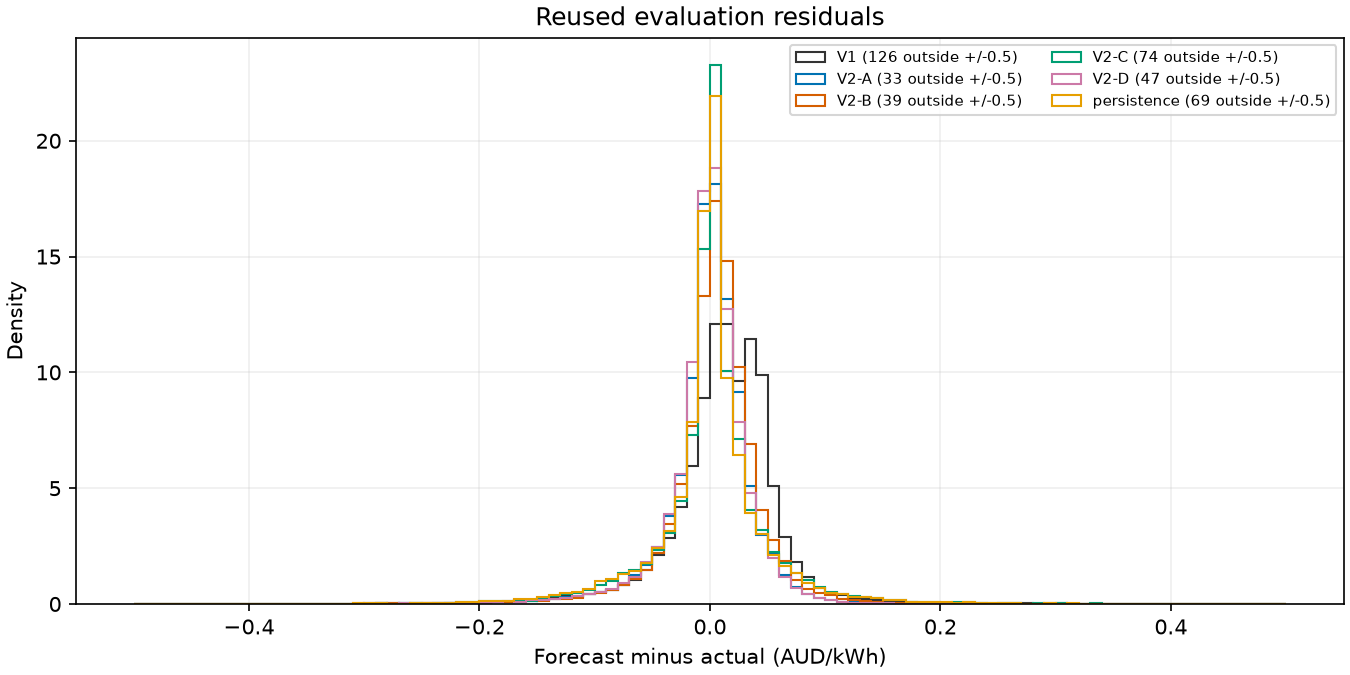 Reused evaluation residuals
V1 (126 outside +/-0.5)
V2-A (33 outside +/-0.5)
V2-B (39 outside +/-0.5)
V2-C (74 outside +/-0.5)
V2-D (47 outside +/-0.5)
persistence (69 outside +/-0.5)
Density
20
15
10
5
0
−0.4
−0.2
0.0
0.2
0.4
Forecast minus actual (AUD/kWh)